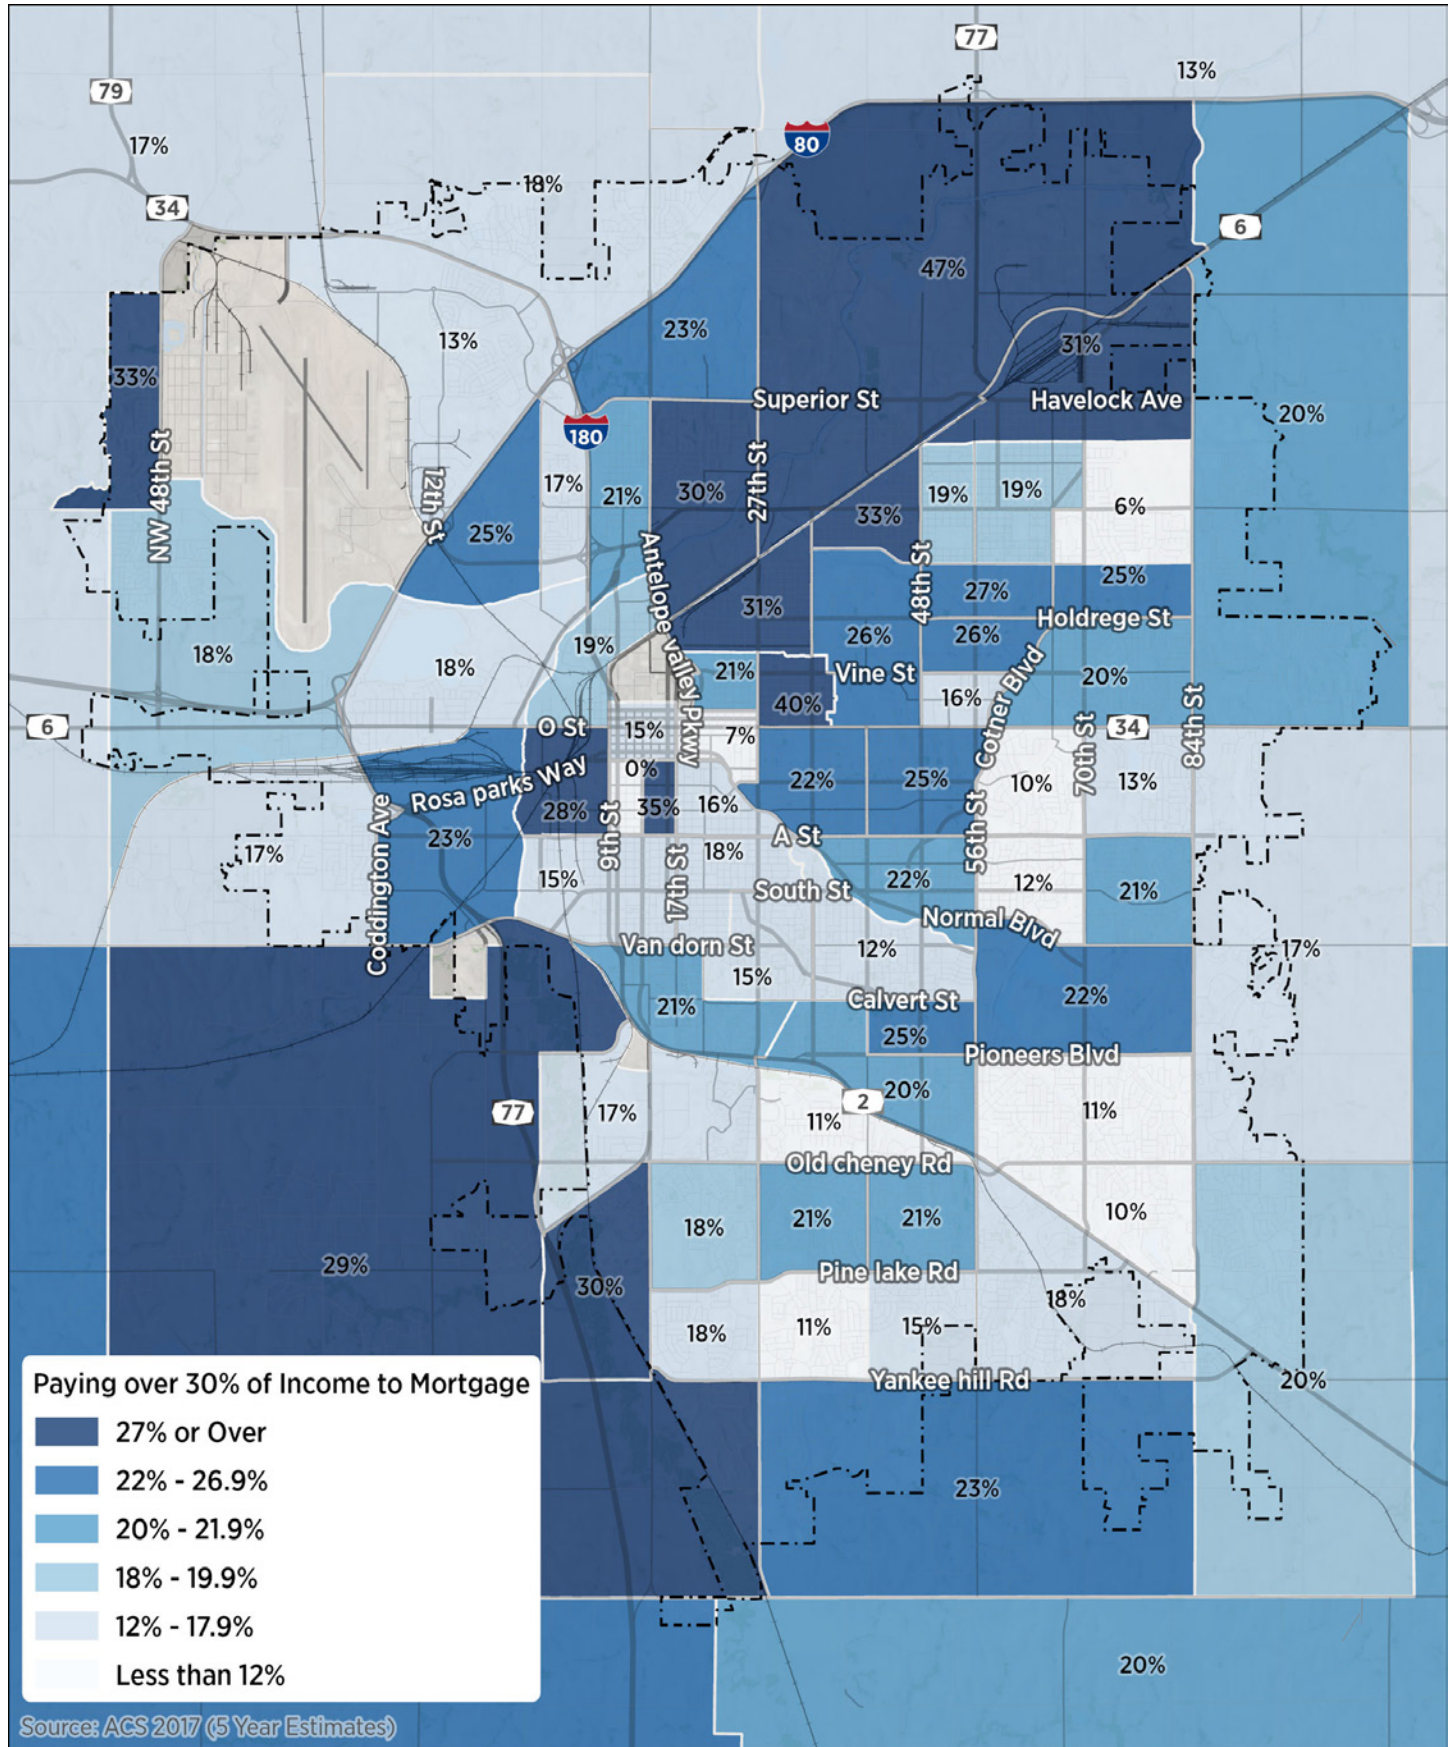 77
13%
79
17%
80
34
18%
6
47%
23%
13%
31%
33%
Superior St
Havelock Ave
20%
180
27th St
NW 48th St
12th St
17%
21%
30%
19%
19%
6%
33%
25%
Antelope valley Pkwy
48th St
25%
27%
31%
Holdrege St
26%
26%
19%
18%
18%
21%
Vine St
20%
Cotner Blvd
16%
40%
6
O St
15%
7%
34
70th St
84th St
0%
Rosa parks Way
28%
35%
16%
22%
25%
10%
13%
Coddington Ave
9th St
56th St
23%
A St
17%
18%
15%
17th St
South St
22%
12%
21%
Normal Blvd
Van dorn St
12%
17%
15%
22%
Calvert St
21%
25%
Pioneers Blvd
20%
2
77
17%
11%
11%
Old cheney Rd
18%
21%
21%
10%
29%
Pine lake Rd
30%
18%
18%
11%
15%
Yankee hill Rd
20%
Paying over 30% of Income to Mortgage
27% or Over
22% - 26.9%
20% - 21.9%
18% - 19.9%
12% - 17.9%
Less than 12%
23%
20%
Source: ACS 2017 (5 Year Estimates)